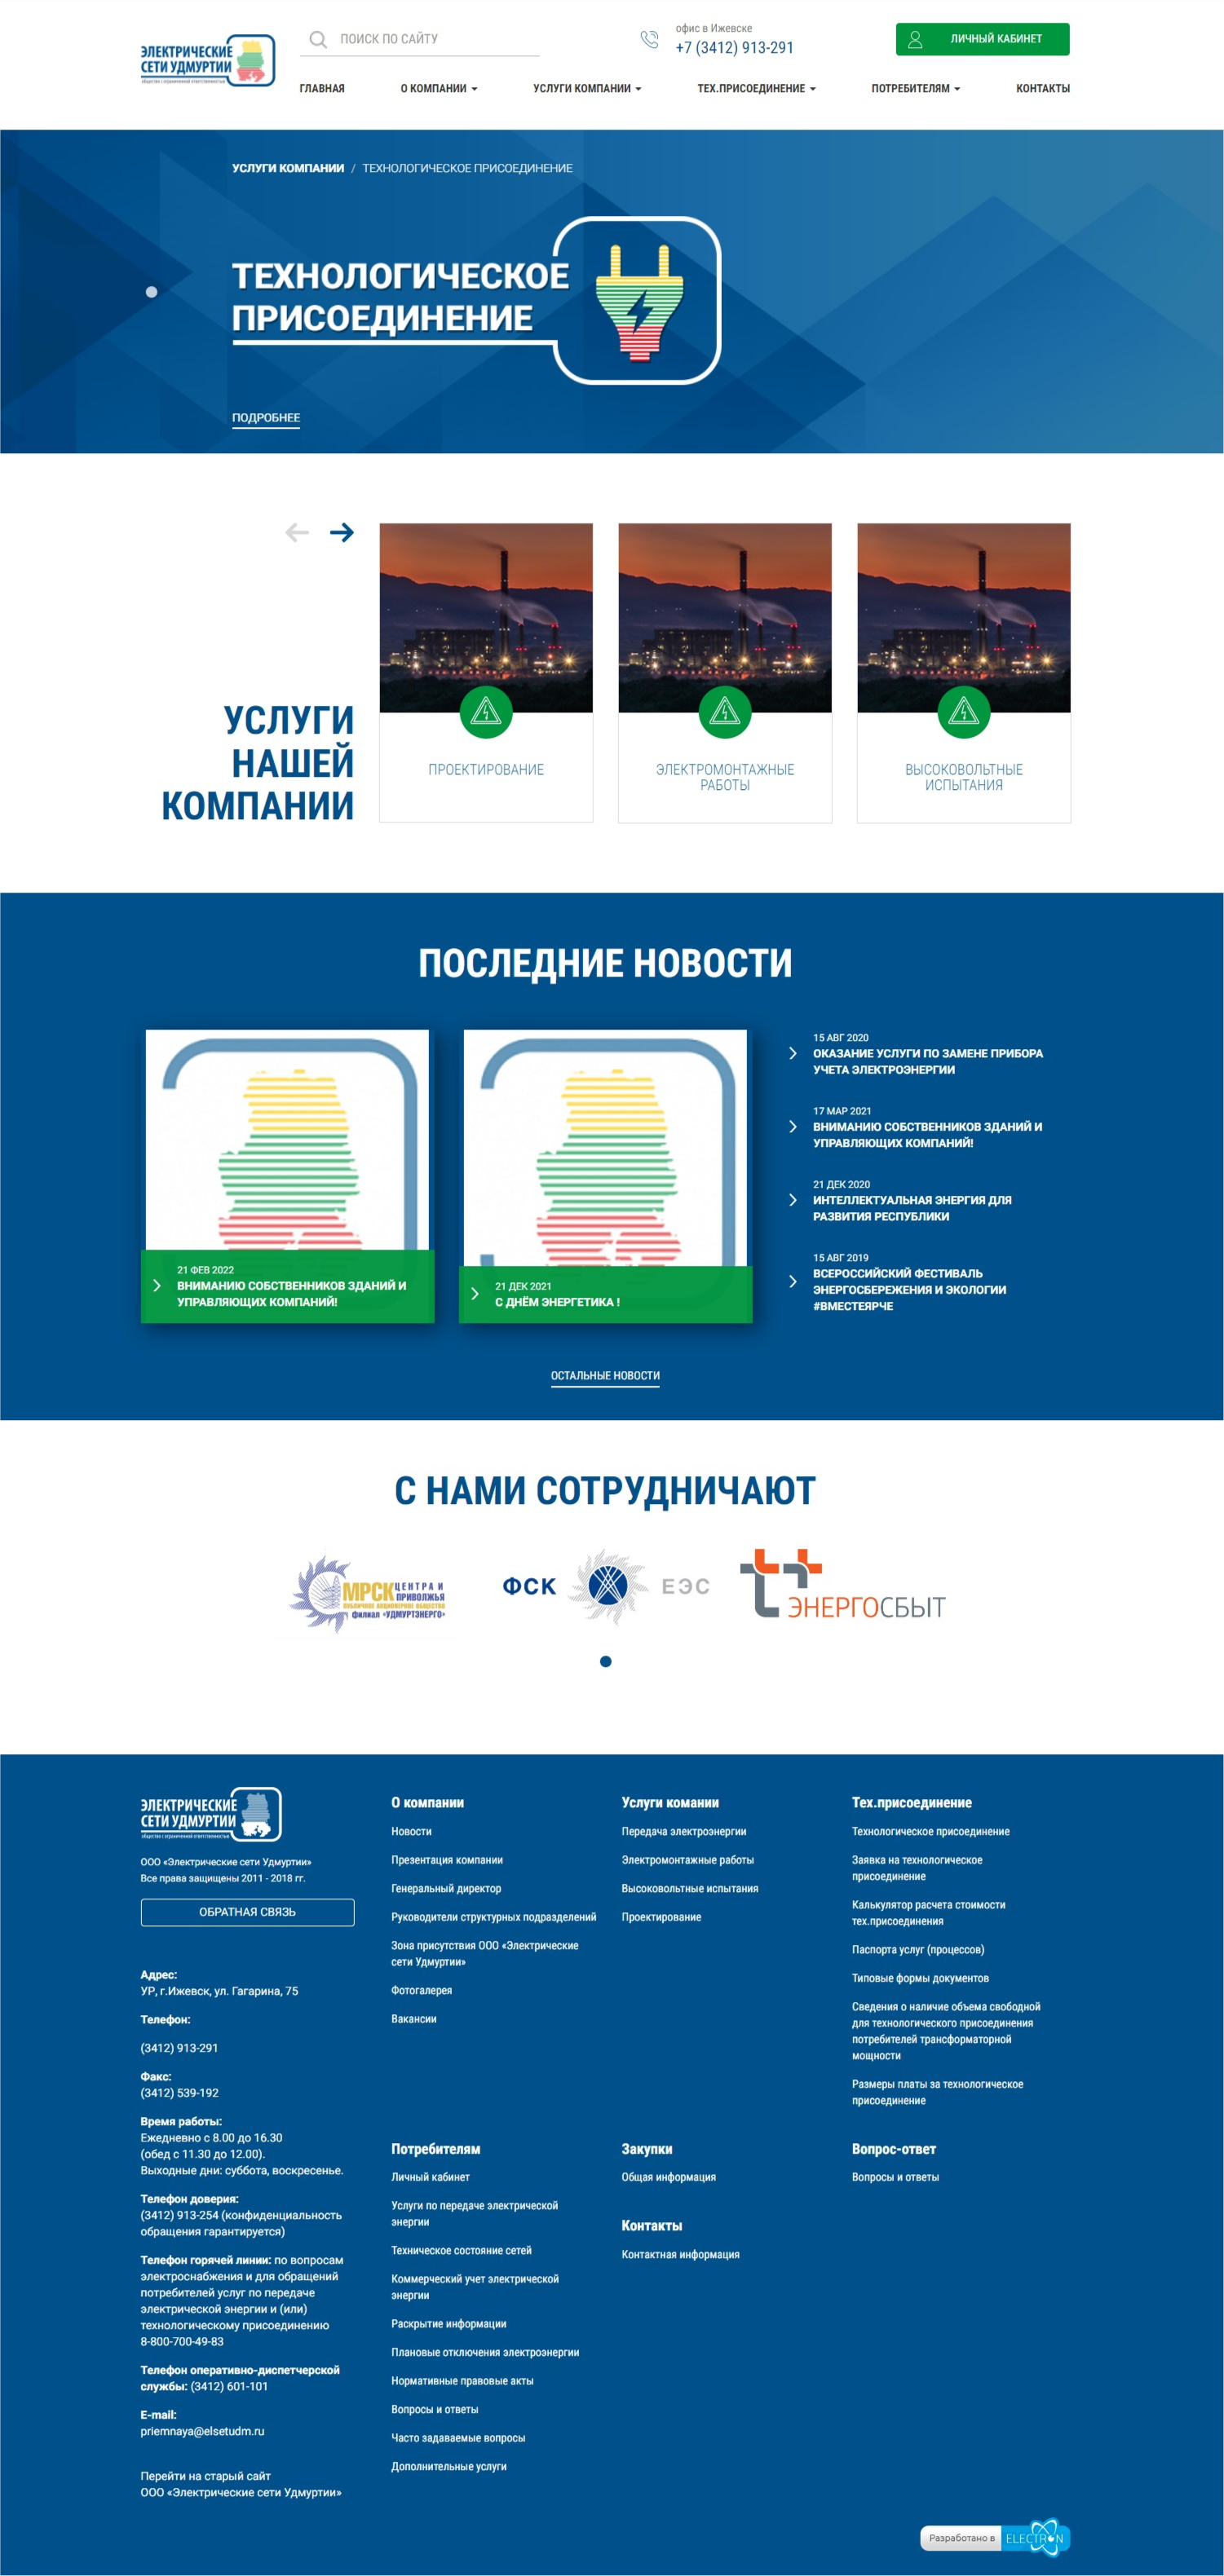 ЭЛЕКТРИЧЕСКИЕ
СЕТИ УДМУРТИИ
общество с ограниченной ответственностью
ПОИСК ПО САЙТУ
офис в Ижевске
+7 (3412) 913-291
ЛИЧНЫЙ КАБИНЕТ
ГЛАВНАЯ
О КОМПАНИИ
УСЛУГИ КОМПАНИИ
ТЕХ.ПРИСОЕДИНЕНИЕ
ПОТРЕБИТЕЛЯМ
КОНТАКТЫ
УСЛУГИ КОМПАНИИ / ТЕХНОЛОГИЧЕСКОЕ ПРИСОЕДИНЕНИЕ
ТЕХНОЛОГИЧЕСКОЕ
ПРИСОЕДИНЕНИЕ
ПОДРОБНЕЕ
УСЛУГИ
НАШЕЙ
КОМПАНИИ
ПРОЕКТИРОВАНИЕ
ЭЛЕКТРОМОНТАЖНЫЕ
РАБОТЫ
ВЫСОКОВОЛЬТНЫЕ
ИСПЫТАНИЯ
ПОСЛЕДНИЕ НОВОСТИ
21 ФЕВ 2022
ВНИМАНИЮ СОБСТВЕННИКОВ ЗДАНИЙ И
УПРАВЛЯЮЩИХ КОМПАНИЙ!
21 ДЕК 2021
С ДНЁМ ЭНЕРГЕТИКА !
15 АВГ 2020
ОКАЗАНИЕ УСЛУГИ ПО ЗАМЕНЕ ПРИБОРА
УЧЕТА ЭЛЕКТРОЭНЕРГИИ
17 МАР 2021
ВНИМАНИЮ СОБСТВЕННИКОВ ЗДАНИЙ И
УПРАВЛЯЮЩИХ КОМПАНИЙ!
21 ДЕК 2020
ИНТЕЛЛЕКТУАЛЬНАЯ ЭНЕРГИЯ ДЛЯ
РАЗВИТИЯ РЕСПУБЛИКИ
15 АВГ 2019
ВСЕРОССИЙСКИЙ ФЕСТИВАЛЬ
ЭНЕРГОСБЕРЕЖЕНИЯ И ЭКОЛОГИИ
#ВМЕСТЕЯРЧЕ
ОСТАЛЬНЫЕ НОВОСТИ
С НАМИ СОТРУДНИЧАЮТ
МРСК ЦЕНТРА И
ПРИВОЛЖЬЯ
ПУБЛИЧНОЕ АКЦИОНЕРНОЕ ОБЩЕСТВО
филиал «УДМУРТЭНЕРГО»
ФСК ЕЭС
ЭНЕРГОСБЫТ
ЭЛЕКТРИЧЕСКИЕ
СЕТИ УДМУРТИИ
общество с ограниченной ответственностью
ООО «Электрические сети Удмуртии»
Все права защищены 2011 - 2018 гг.
ОБРАТНАЯ СВЯЗЬ
Адрес:
УР, г.Ижевск, ул. Гагарина, 75
Телефон:
(3412) 913-291
Факс:
(3412) 539-192
Время работы:
Ежедневно с 8.00 до 16.30
(обед с 11.30 до 12.00).
Выходные дни: суббота, воскресенье.
Телефон доверия:
(3412) 913-254 (конфиденциальность
обращения гарантируется)
Телефон горячей линии: по вопросам
электроснабжения и для обращений
потребителей услуг по передаче
электрической энергии и (или)
технологическому присоединению
8-800-700-49-83
Телефон оперативно-диспетчерской
службы: (3412) 601-101
E-mail:
priemnaya@elsetudm.ru
Перейти на старый сайт
ООО «Электрические сети Удмуртии»
О компании
Новости
Презентация компании
Генеральный директор
Руководители структурных подразделений
Зона присутствия ООО «Электрические
сети Удмуртии»
Фотогалерея
Вакансии
Услуги комании
Передача электроэнергии
Электромонтажные работы
Высоковольтные испытания
Проектирование
Тех.присоединение
Технологическое присоединение
Заявка на технологическое
присоединение
Калькулятор расчета стоимости
тех.присоединения
Паспорта услуг (процессов)
Типовые формы документов
Сведения о наличие объема свободной
для технологического присоединения
потребителей трансформаторной
мощности
Размеры платы за технологическое
присоединение
Потребителям
Личный кабинет
Услуги по передаче электрической
энергии
Техническое состояние сетей
Коммерческий учет электрической
энергии
Раскрытие информации
Плановые отключения электроэнергии
Нормативные правовые акты
Вопросы и ответы
Часто задаваемые вопросы
Дополнительные услуги
Закупки
Общая информация
Контакты
Контактная информация
Вопрос-ответ
Вопросы и ответы
Разработано в ELECTRON